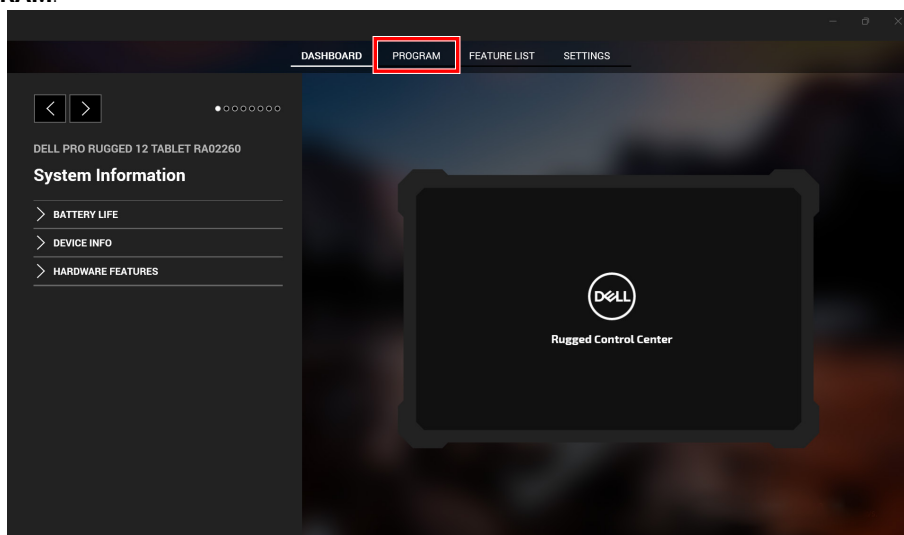 RAM.
DASHBOARD PROGRAM FEATURE LIST SETTINGS
DELL PRO RUGGED 12 TABLET RA02260
System Information
BATTERY LIFE
DEVICE INFO
HARDWARE FEATURES
DELL
Rugged Control Center